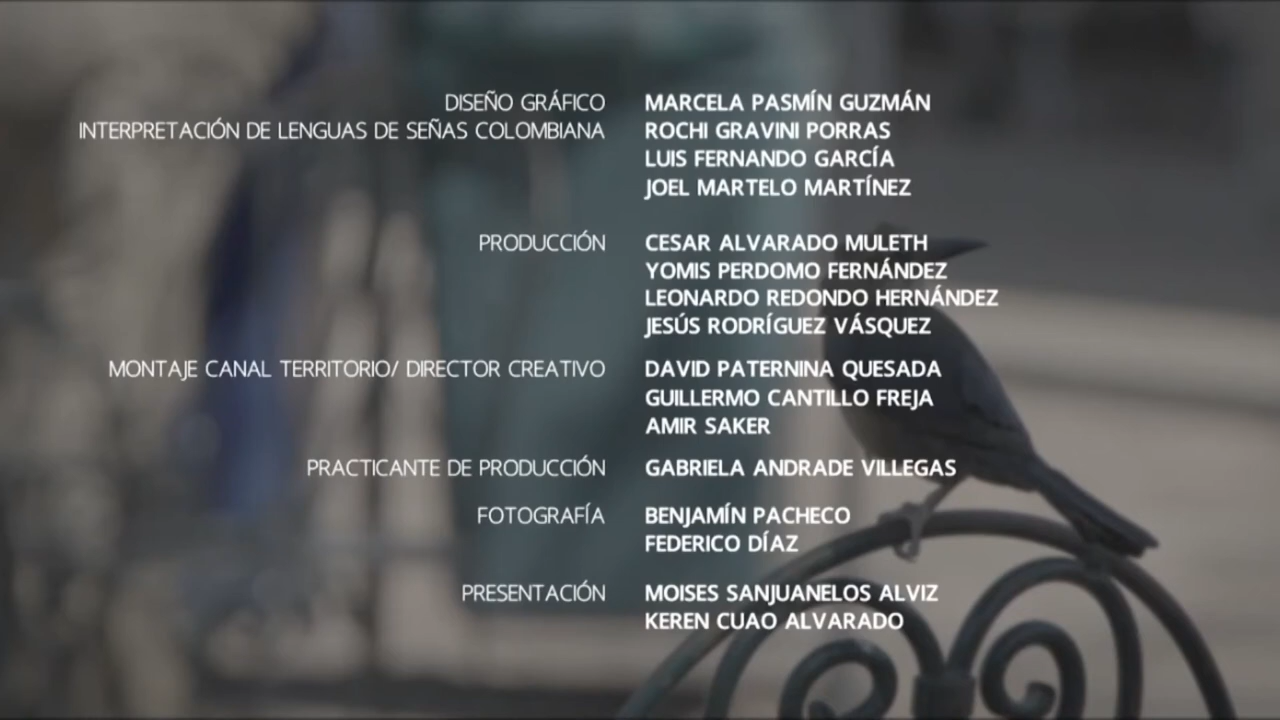 DISEÑO GRÁFICO MARCELA PASMÍN GUZMÁN
INTERPRETACIÓN DE LENGUAS DE SEÑAS COLOMBIANA ROCHI GRAVINI PORRAS
LUIS FERNANDO GARCÍA
JOEL MARTELO MARTÍNEZ
PRODUCCIÓN CESAR ALVARADO MULETH
YOMIS PERDOMO FERNÁNDEZ
LEONARDO REDONDO HERNÁNDEZ
JESÚS RODRÍGUEZ VÁSQUEZ
MONTAJE CANAL TERRITORIO/ DIRECTOR CREATIVO DAVID PATERNINA QUESADA
GUILLERMO CANTILLO FREJA
AMIR SAKER
PRACTICANTE DE PRODUCCIÓN GABRIELA ANDRADE VILLEGAS
FOTOGRAFÍA BENJAMÍN PACHECO
FEDERICO DÍAZ
PRESENTACIÓN MOISES SANJUANELOS ALVIZ
KEREN CUAO ALVARADO